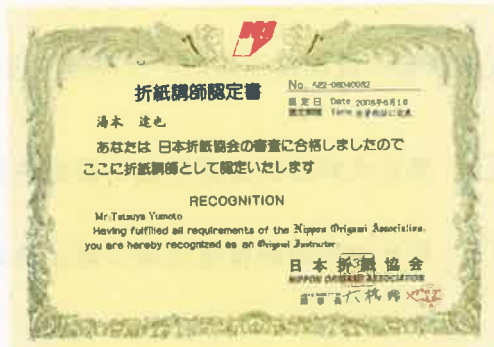 折紙講師認定書
No. 582-08040082
認定日 Date 2008年6月1日
湯本 達也
あなたは 日本折紙協会の審査に合格しましたので
ここに折紙講師として認定いたします
RECOGNITION
Mr. Tatsuya Yumoto
Having fulfilled all requirements of the Nippon Origami Association,
you are hereby recognized as an Origami Instructor.
日本折紙協会
NIPPON ORIGAMI ASSOCIATION